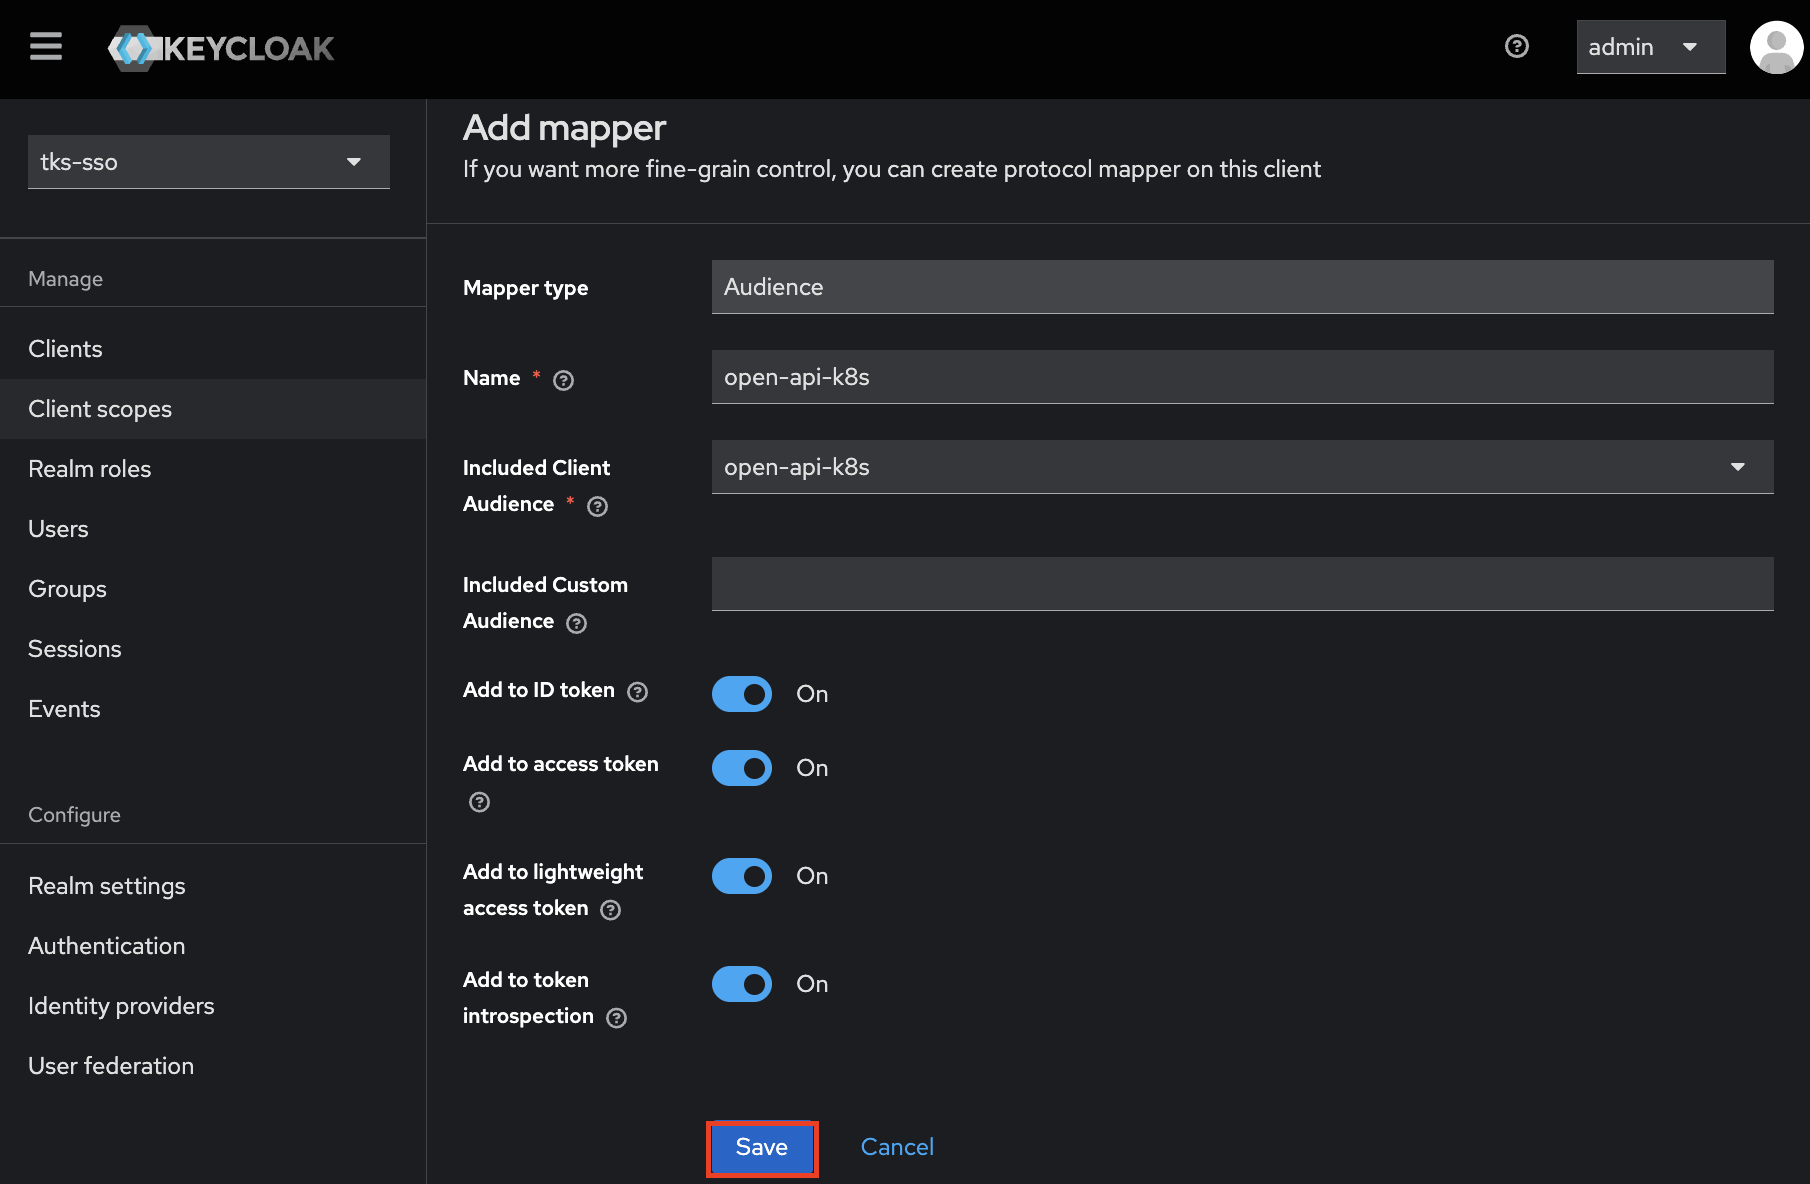 KEYCLOAK
admin
tks-sso
Manage
Clients
Client scopes
Realm roles
Users
Groups
Sessions
Events
Configure
Realm settings
Authentication
Identity providers
User federation
Add mapper
If you want more fine-grain control, you can create protocol mapper on this client
Mapper type
Audience
Name *
open-api-k8s
Included Client
Audience *
open-api-k8s
Included Custom
Audience
Add to ID token
On
Add to access token
On
Add to lightweight
access token
On
Add to token
introspection
On
Save
Cancel